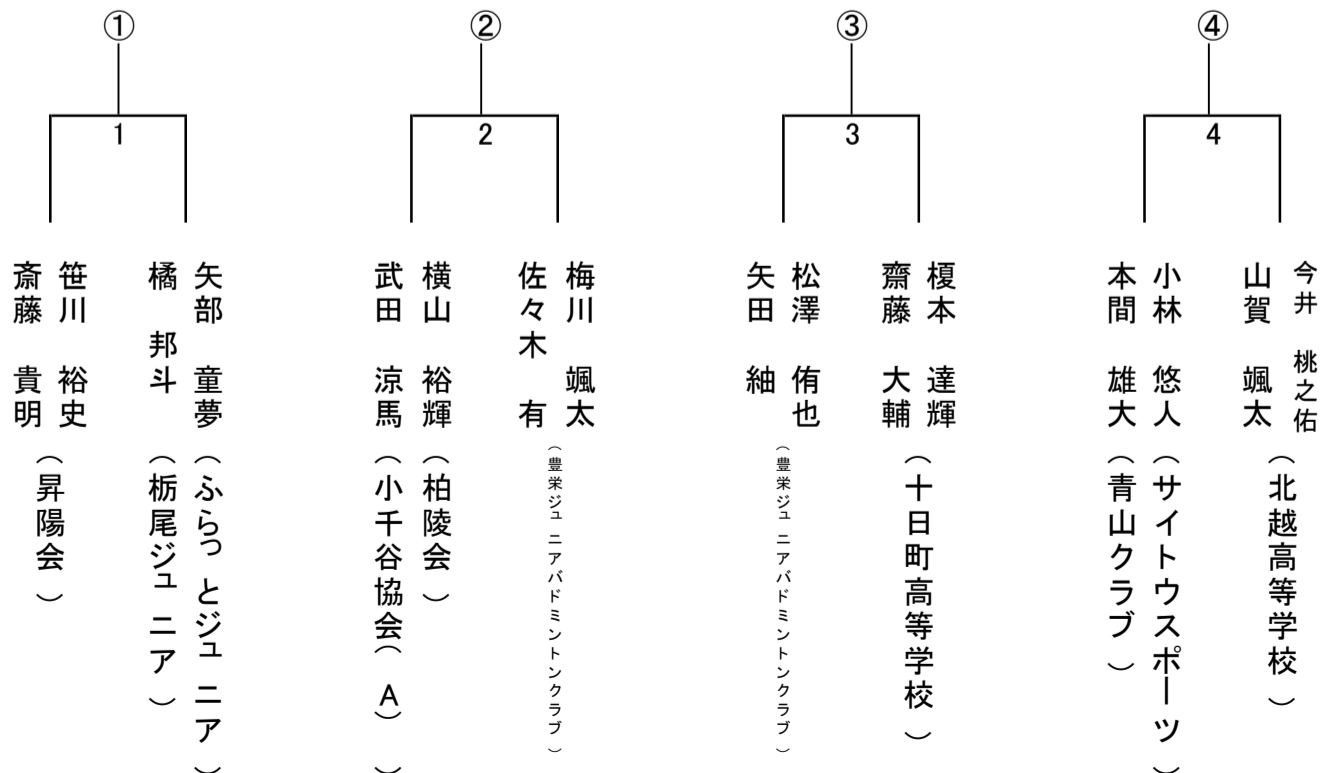 ①
1
笹川 裕史
斎藤 貴明
（昇陽会）
矢部 童夢（ふらっとジュニア）
橘 邦斗（栃尾ジュニア）
②
2
横山 裕輝（柏陵会）
武田 涼馬（小千谷協会（A））
梅川 颯太
佐々木 有
（豊栄ジュニアバドミントンクラブ）
③
3
松澤 侑也
矢田 紬
（豊栄ジュニアバドミントンクラブ）
榎本 達輝
齋藤 大輔
（十日町高等学校）
④
4
小林 悠人（サイトウスポーツ）
本間 雄大（青山クラブ）
今井 桃之佑
山賀 颯太
（北越高等学校）